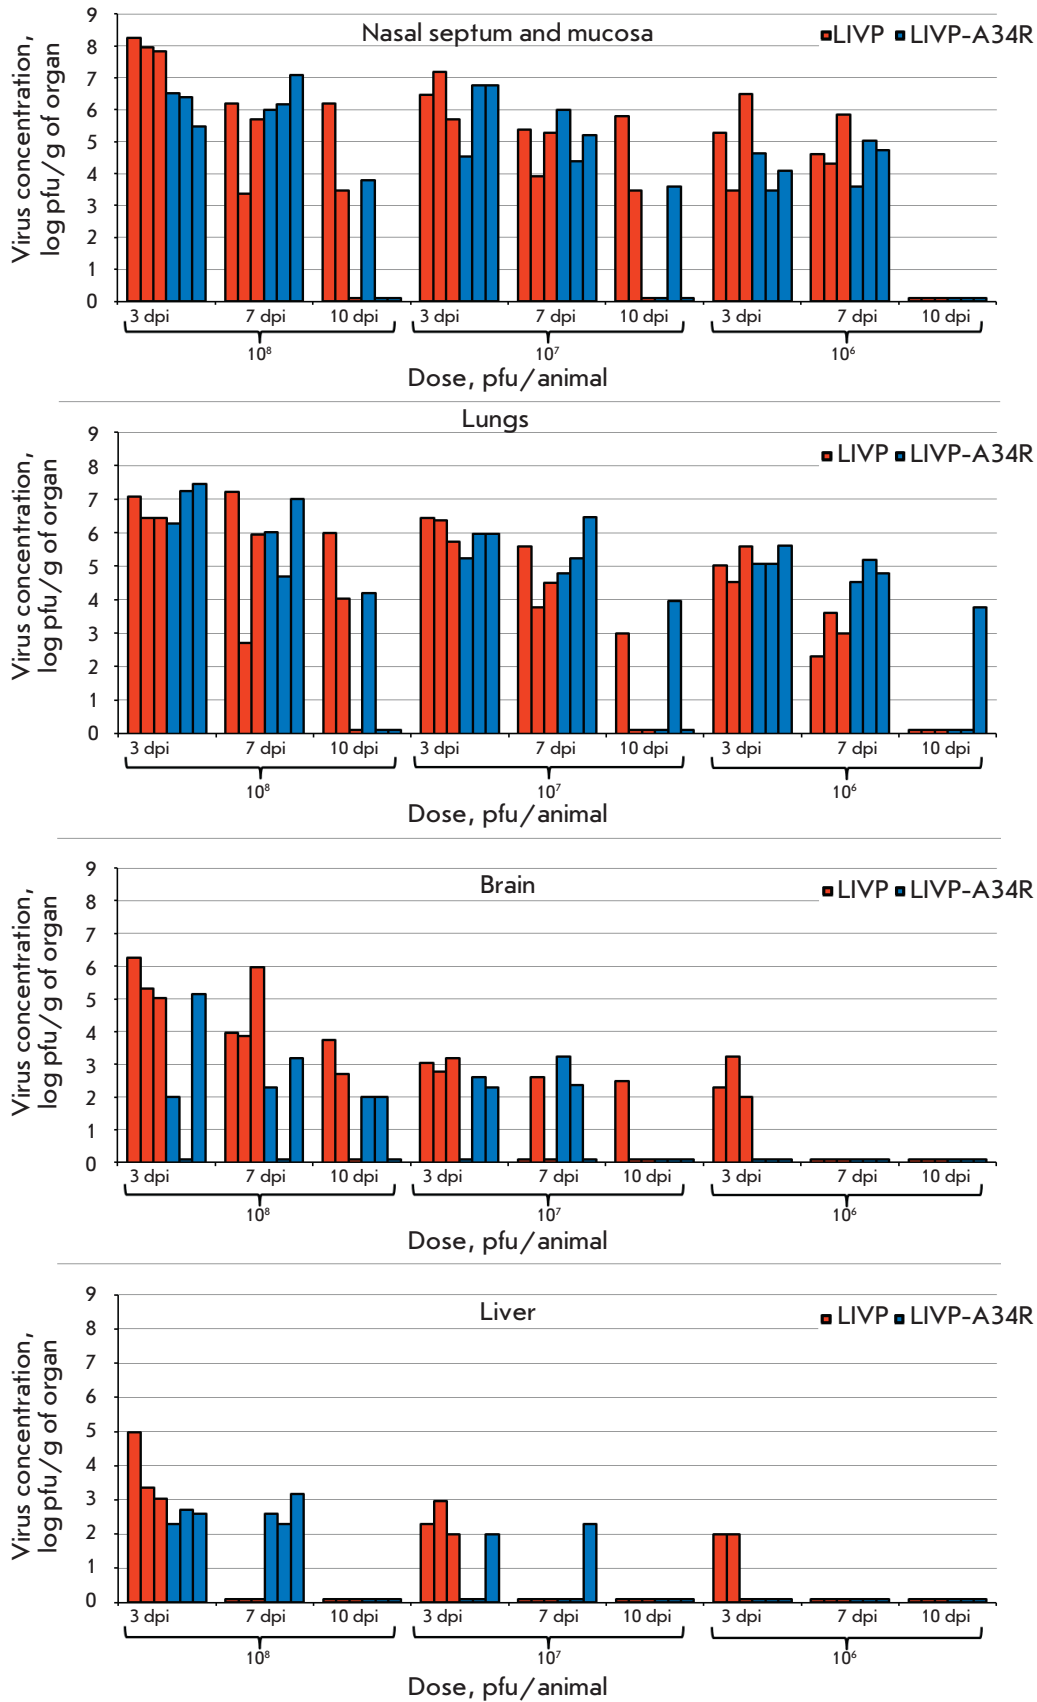 Nasal septum and mucosa
LIVP LIVP-A34R
Virus concentration,
log pfu/g of organ
9
8
7
6
5
4
3
2
1
0
3 dpi 7 dpi 10 dpi 3 dpi 7 dpi 10 dpi 3 dpi 7 dpi 10 dpi
10⁸ 10⁷ 10⁶
Dose, pfu/animal
Lungs
LIVP LIVP-A34R
Virus concentration,
log pfu/g of organ
9
8
7
6
5
4
3
2
1
0
3 dpi 7 dpi 10 dpi 3 dpi 7 dpi 10 dpi 3 dpi 7 dpi 10 dpi
10⁸ 10⁷ 10⁶
Dose, pfu/animal
Brain
LIVP LIVP-A34R
Virus concentration,
log pfu/g of organ
9
8
7
6
5
4
3
2
1
0
3 dpi 7 dpi 10 dpi 3 dpi 7 dpi 10 dpi 3 dpi 7 dpi 10 dpi
10⁸ 10⁷ 10⁶
Dose, pfu/animal
Liver
LIVP LIVP-A34R
Virus concentration,
log pfu/g of organ
9
8
7
6
5
4
3
2
1
0
3 dpi 7 dpi 10 dpi 3 dpi 7 dpi 10 dpi 3 dpi 7 dpi 10 dpi
10⁸ 10⁷ 10⁶
Dose, pfu/animal